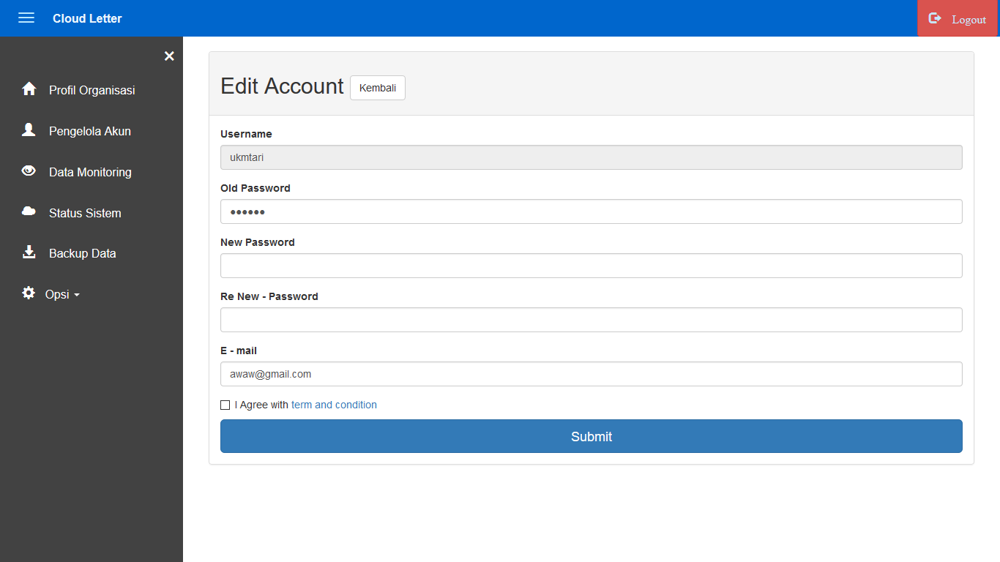 Cloud Letter
Logout
Profil Organisasi
Pengelola Akun
Data Monitoring
Status Sistem
Backup Data
Opsi
Edit Account Kembali
Username
ukmtari
Old Password
••••••
New Password
Re New - Password
E - mail
awaw@gmail.com
I Agree with term and condition
Submit